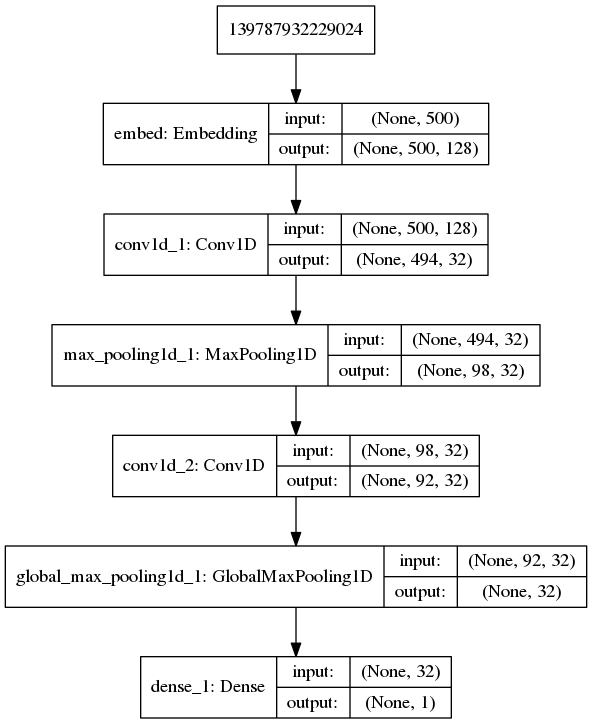 139787932229024
embed: Embedding
input:
(None, 500)
output:
(None, 500, 128)
conv1d_1: Conv1D
input:
(None, 500, 128)
output:
(None, 494, 32)
max_pooling1d_1: MaxPooling1D
input:
(None, 494, 32)
output:
(None, 98, 32)
conv1d_2: Conv1D
input:
(None, 98, 32)
output:
(None, 92, 32)
global_max_pooling1d_1: GlobalMaxPooling1D
input:
(None, 92, 32)
output:
(None, 32)
dense_1: Dense
input:
(None, 32)
output:
(None, 1)